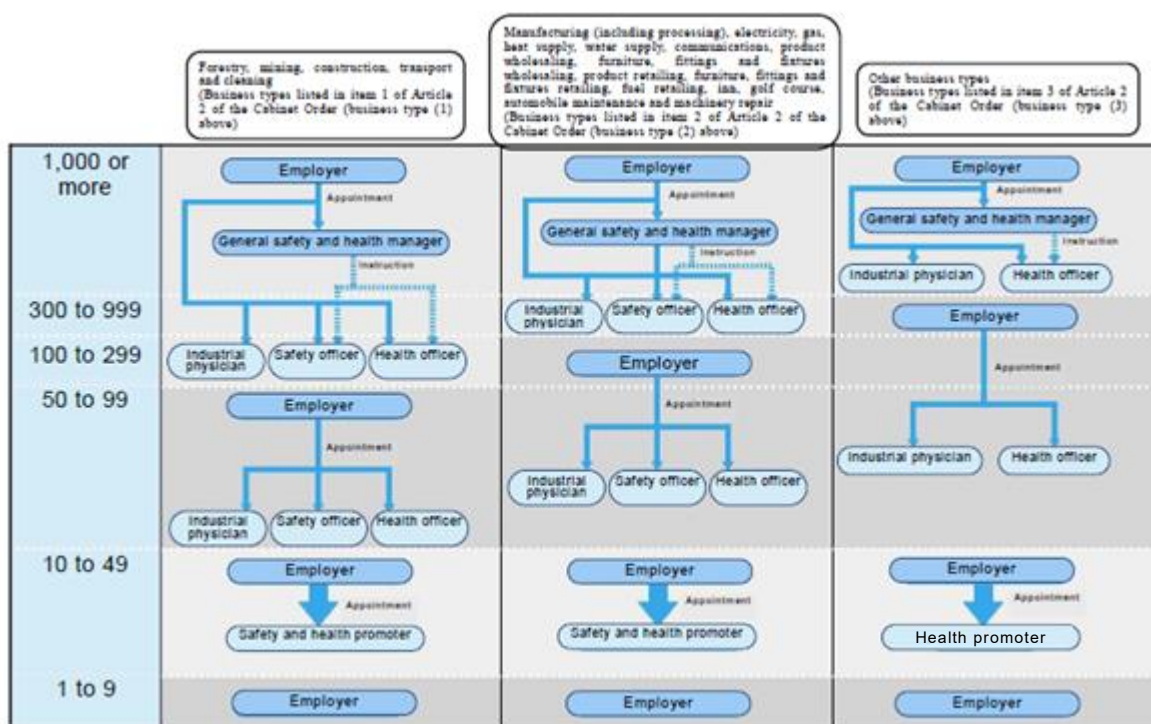 Forestry, mining, construction, transport
and cleaning
(Business types listed in item 1 of Article
2 of the Cabinet Order (business type (1)
above)
Manufacturing (including processing), electricity, gas,
heat supply, water supply, communications, product
wholesaling, furniture, fittings and fixtures
wholesaling, product retailing, furniture, fittings and
fixtures retailing, fuel retailing, inn, golf course,
automobile maintenance and machinery repair
(Business types listed in item 2 of Article 2 of the
Cabinet Order (business type (2) above)
Other business types
(Business types listed in item 3 of Article 2
of the Cabinet Order (business type (3)
above)
1,000 or
more
Employer
Appointment
General safety and health manager
Instruction
Industrial
physician
Safety officer
Health officer
Employer
Appointment
General safety and health manager
Instruction
Industrial
physician
Safety officer
Health officer
Employer
Appointment
General safety and health manager
Instruction
Industrial physician
Health officer
300 to 999
Employer
Appointment
Industrial physician
Health officer
100 to 299
Employer
Appointment
Industrial
physician
Safety officer
Health officer
50 to 99
Employer
Appointment
Industrial
physician
Safety officer
Health officer
10 to 49
Employer
Appointment
Safety and health promoter
Employer
Appointment
Safety and health promoter
Employer
Appointment
Health promoter
1 to 9
Employer
Employer
Employer